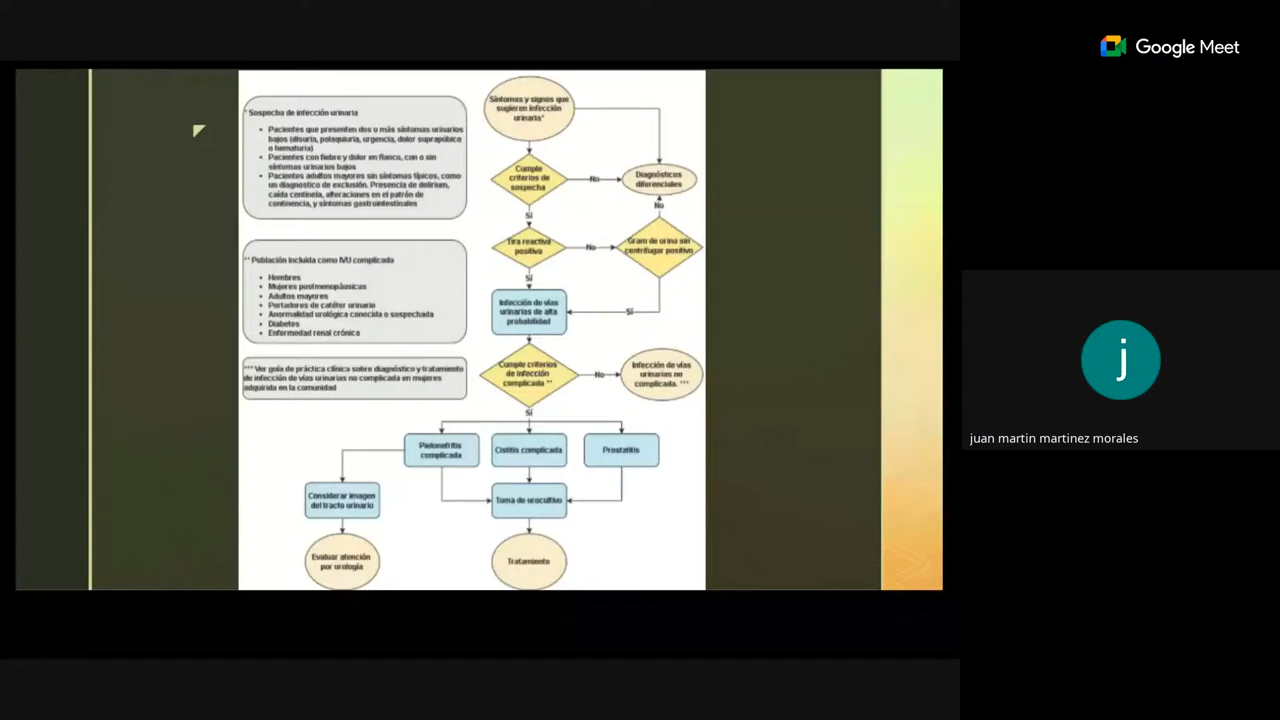 Google Meet
* Sospecha de infección urinaria
• Pacientes que presenten dos o más síntomas urinarios
bajos (disuria, polaquiuria, urgencia, dolor suprapúbico
o hematuria)
• Pacientes con fiebre y dolor en flanco, con o sin
síntomas urinarios bajos
• Pacientes adultos mayores sin síntomas típicos, como
un diagnostico de exclusión. Presencia de delirium,
caída centinela, alteraciones en el patrón de
continencia, y síntomas gastrointestinales
** Población incluida como IVU complicada
• Hombres
• Mujeres postmenopáusicas
• Adultos mayores
• Portadores de catéter urinario
• Anormalidad urológica conocida o sospechada
• Diabetes
• Enfermedad renal crónica
*** Ver guía de práctica clínica sobre diagnóstico y tratamiento
de infección de vías urinarias no complicada en mujeres
adquirida en la comunidad
Síntomas y signos que
sugieren infección
urinaria*
Cumple
criterios de
sospecha
No
Diagnósticos
diferenciales
Sí
No
Tira reactiva
positiva
No
Gram de orina sin
centrifugar positivo
Sí
Infección de vías
urinarias de alta
probabilidad
Sí
Cumple criterios
de infección
complicada **
No
Infección de vías
urinarias no
complicada. ***
Sí
Pielonefritis
complicada
Cistitis complicada
Prostatitis
Considerar imagen
del tracto urinario
Toma de urocultivo
Evaluar atención
por urología
Tratamiento
j
juan martin martinez morales